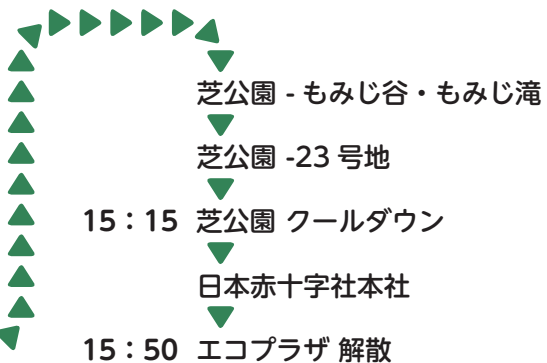 芝公園 - もみじ谷・もみじ滝
芝公園 -23 号地
15：15 芝公園 クールダウン
日本赤十字社本社
15：50 エコプラザ 解散